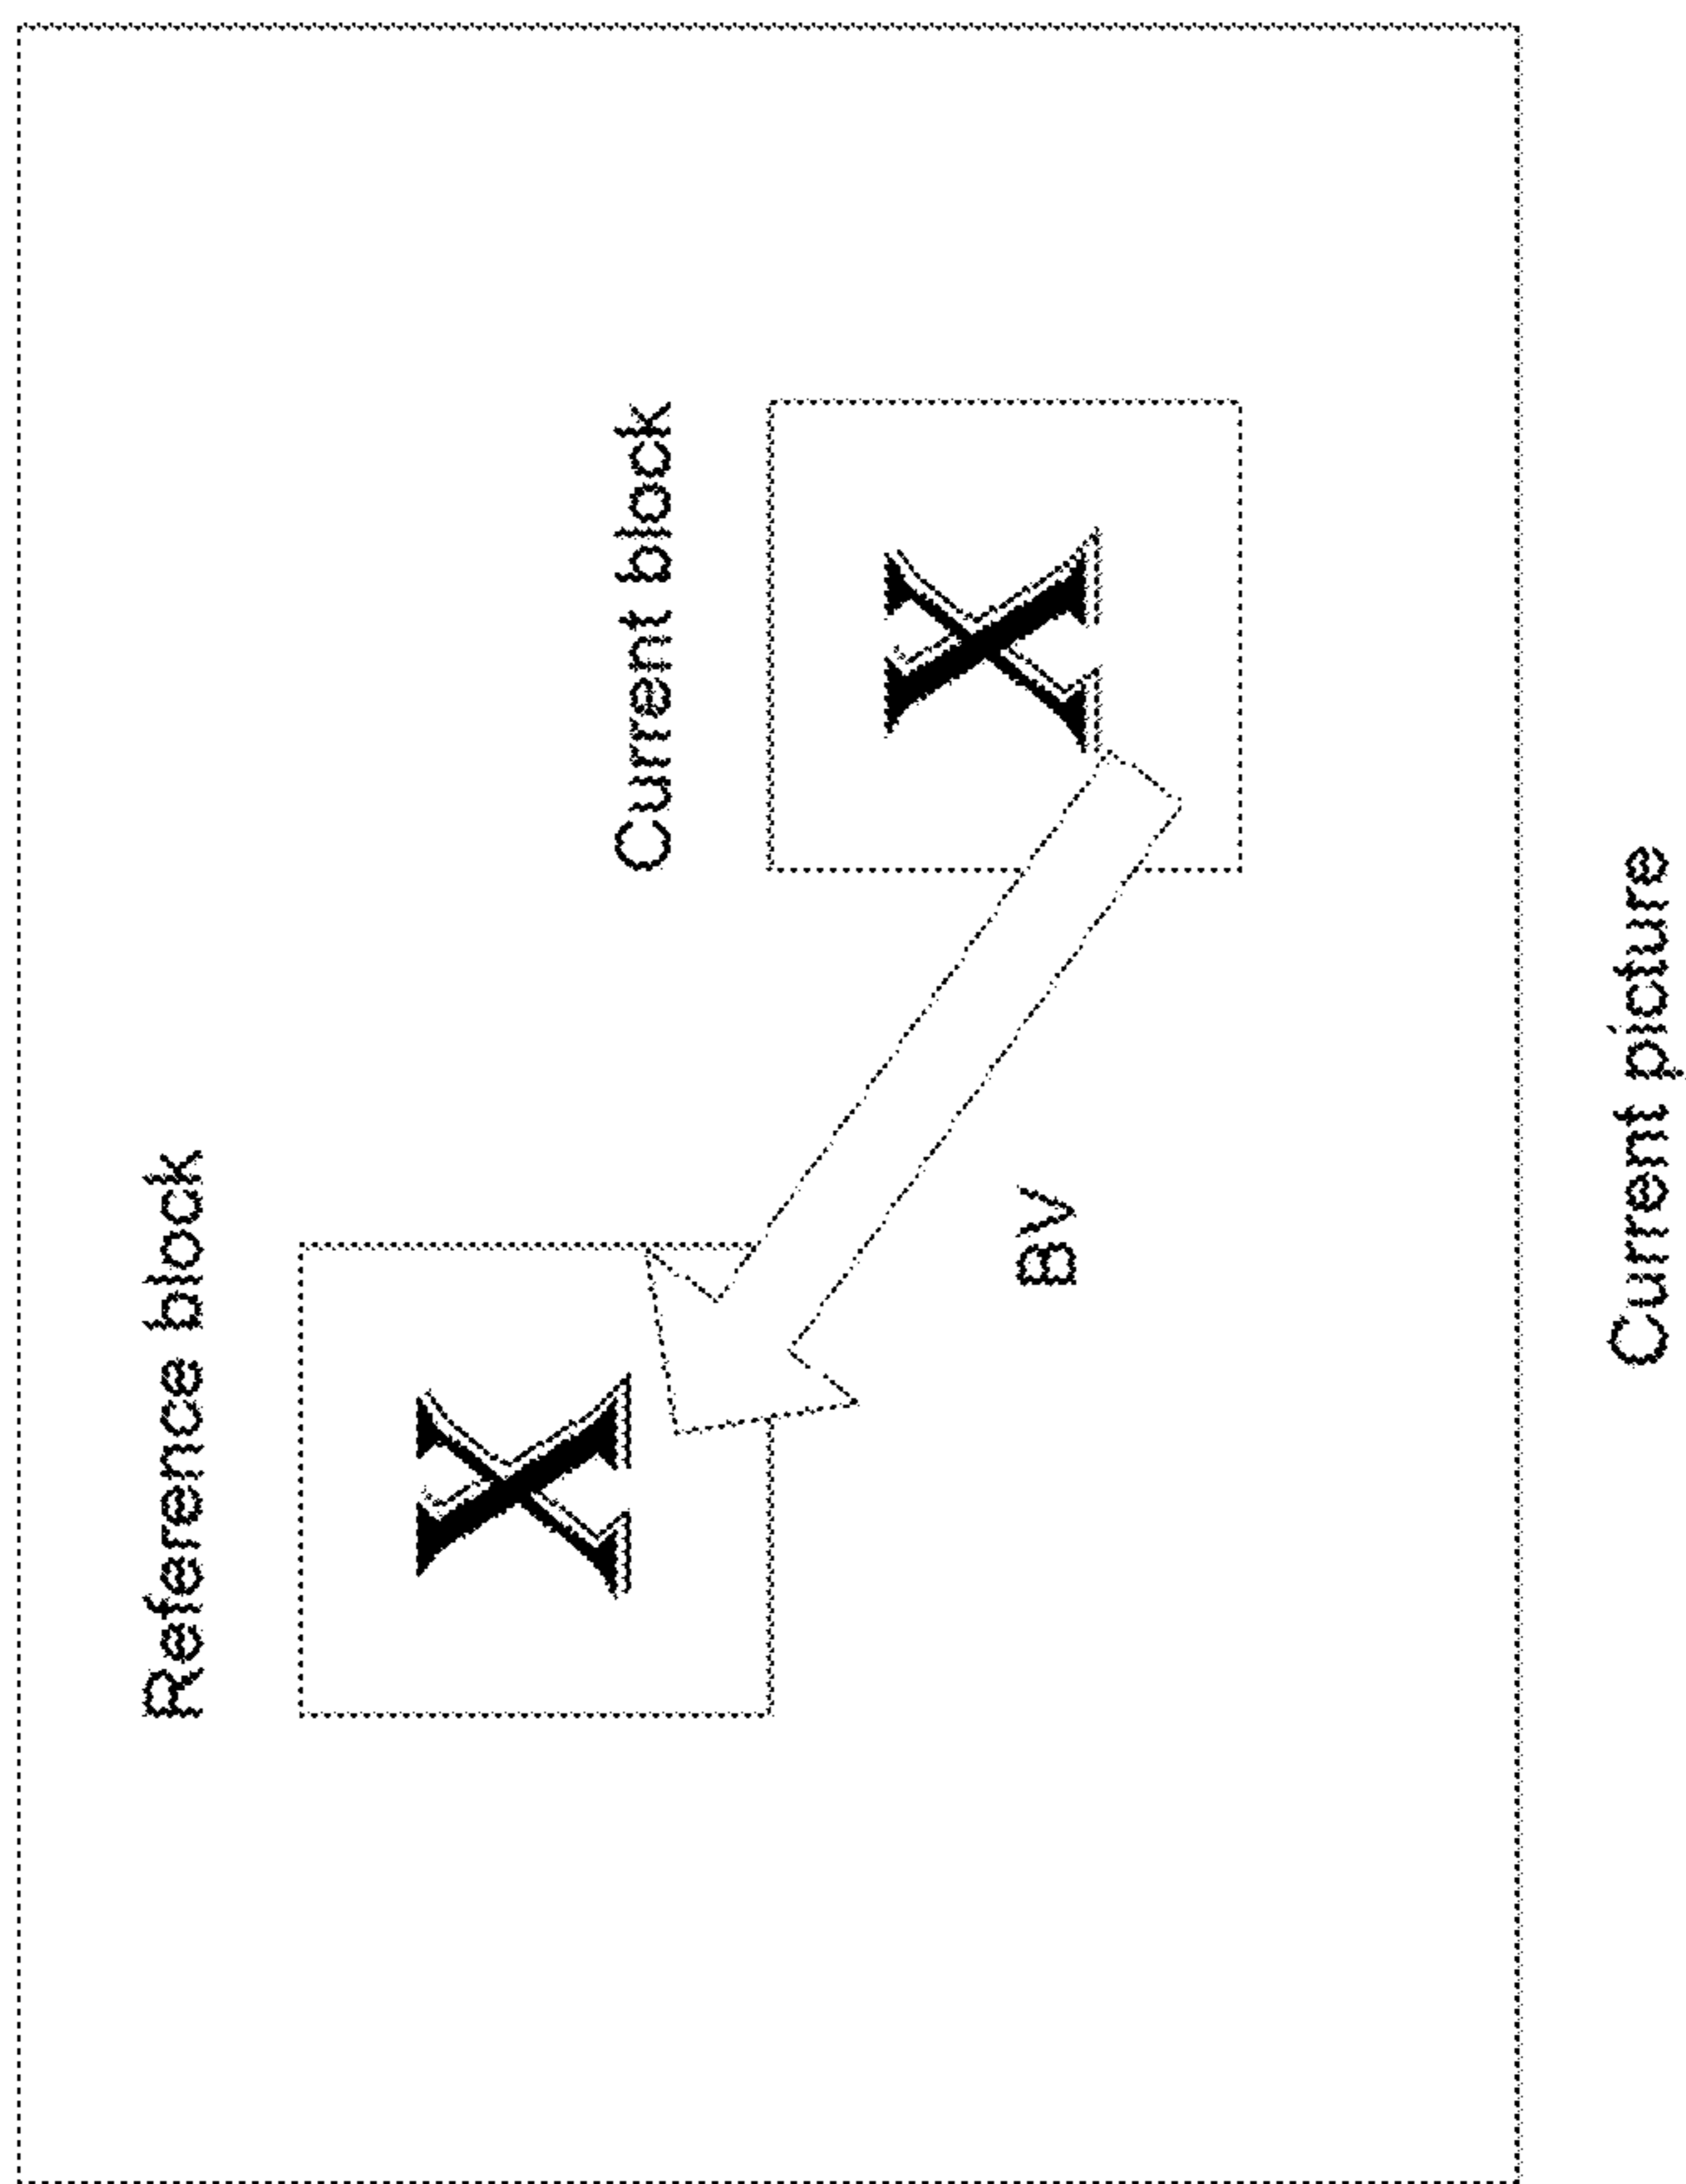 Reference block
X
Current block
X
BV
Current picture